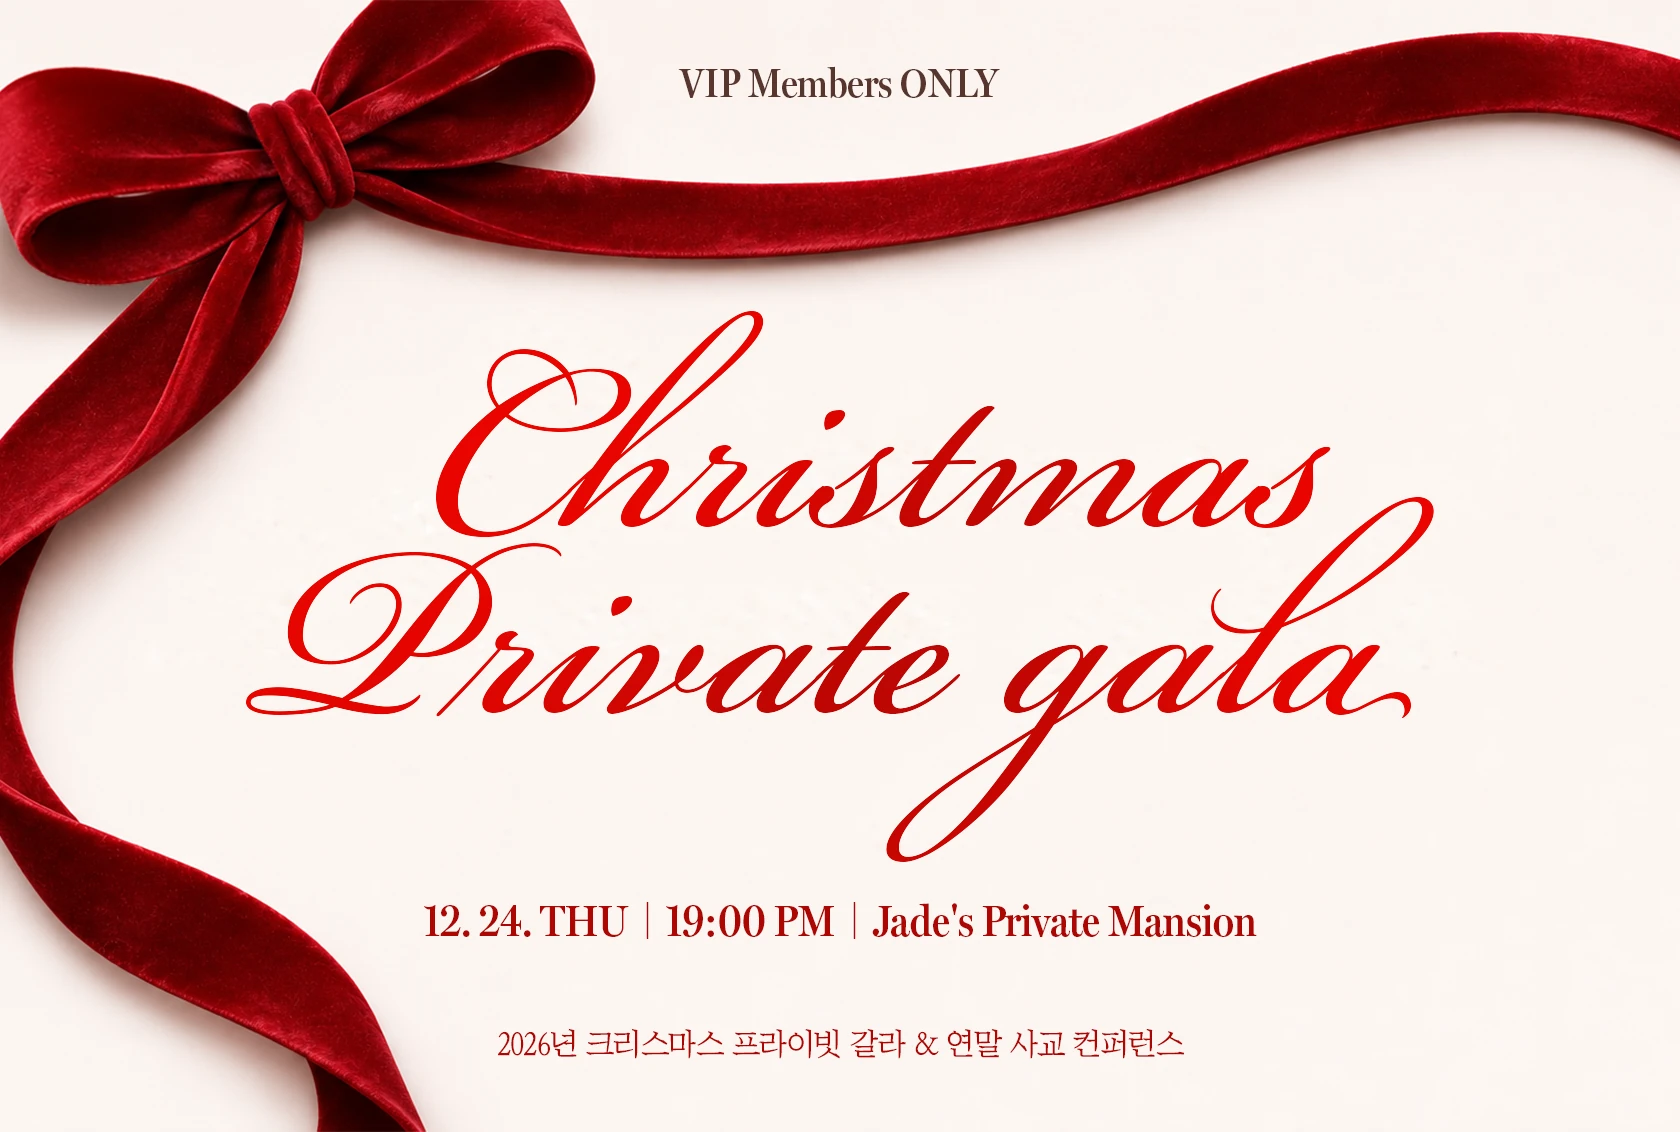 VIP Members ONLY
Christmas
Private gala
12. 24. THU | 19:00 PM | Jade's Private Mansion
2026년 크리스마스 프라이빗 갈라 & 연말 사교 컨퍼런스